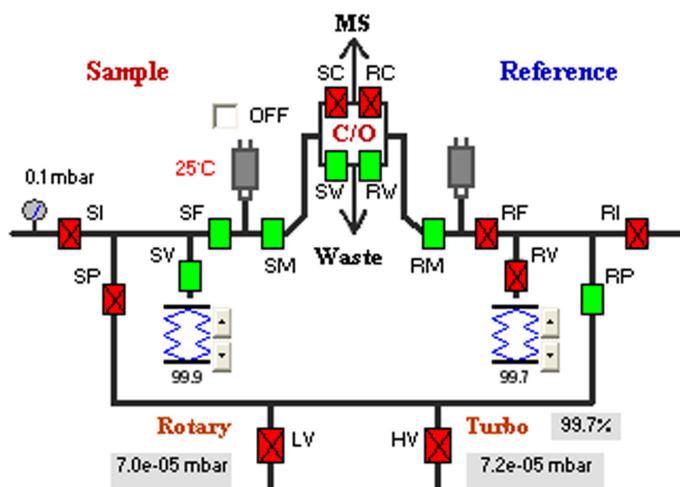 MS
Sample
SC RC
Reference
OFF
C/O
25°C
0.1 mbar
SW RW
SI
SF
RF
RI
SV
SM
Waste
RM
RV
SP
RP
99.9
99.7
Rotary
Turbo
99.7%
LV
HV
7.0e-05 mbar
7.2e-05 mbar